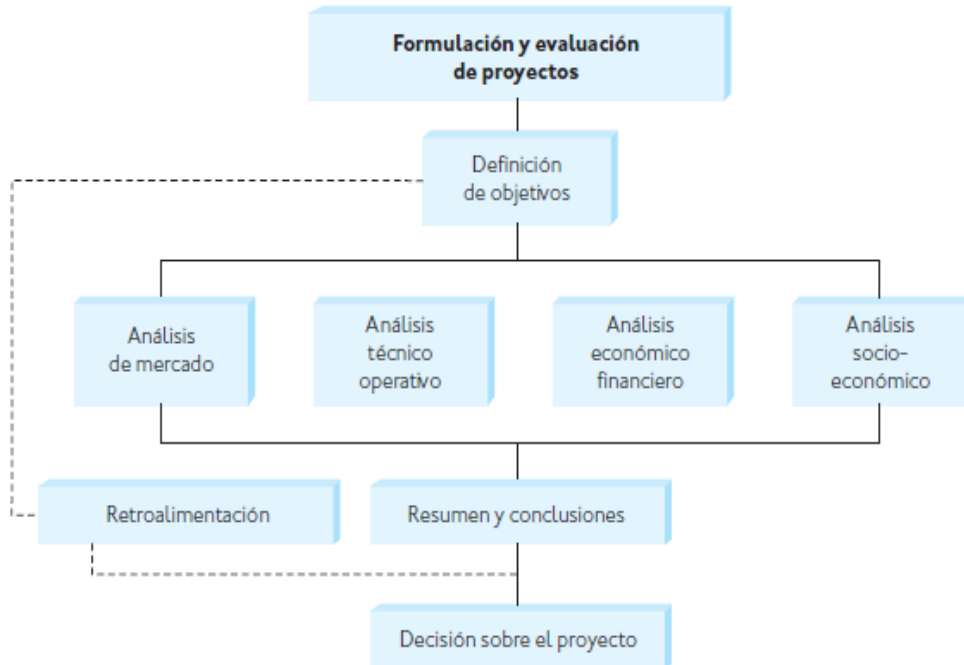 Formulación y evaluación
de proyectos
Definición
de objetivos
Análisis
de mercado
Análisis
técnico
operativo
Análisis
económico
financiero
Análisis
socio-
económico
Retroalimentación
Resumen y conclusiones
Decisión sobre el proyecto